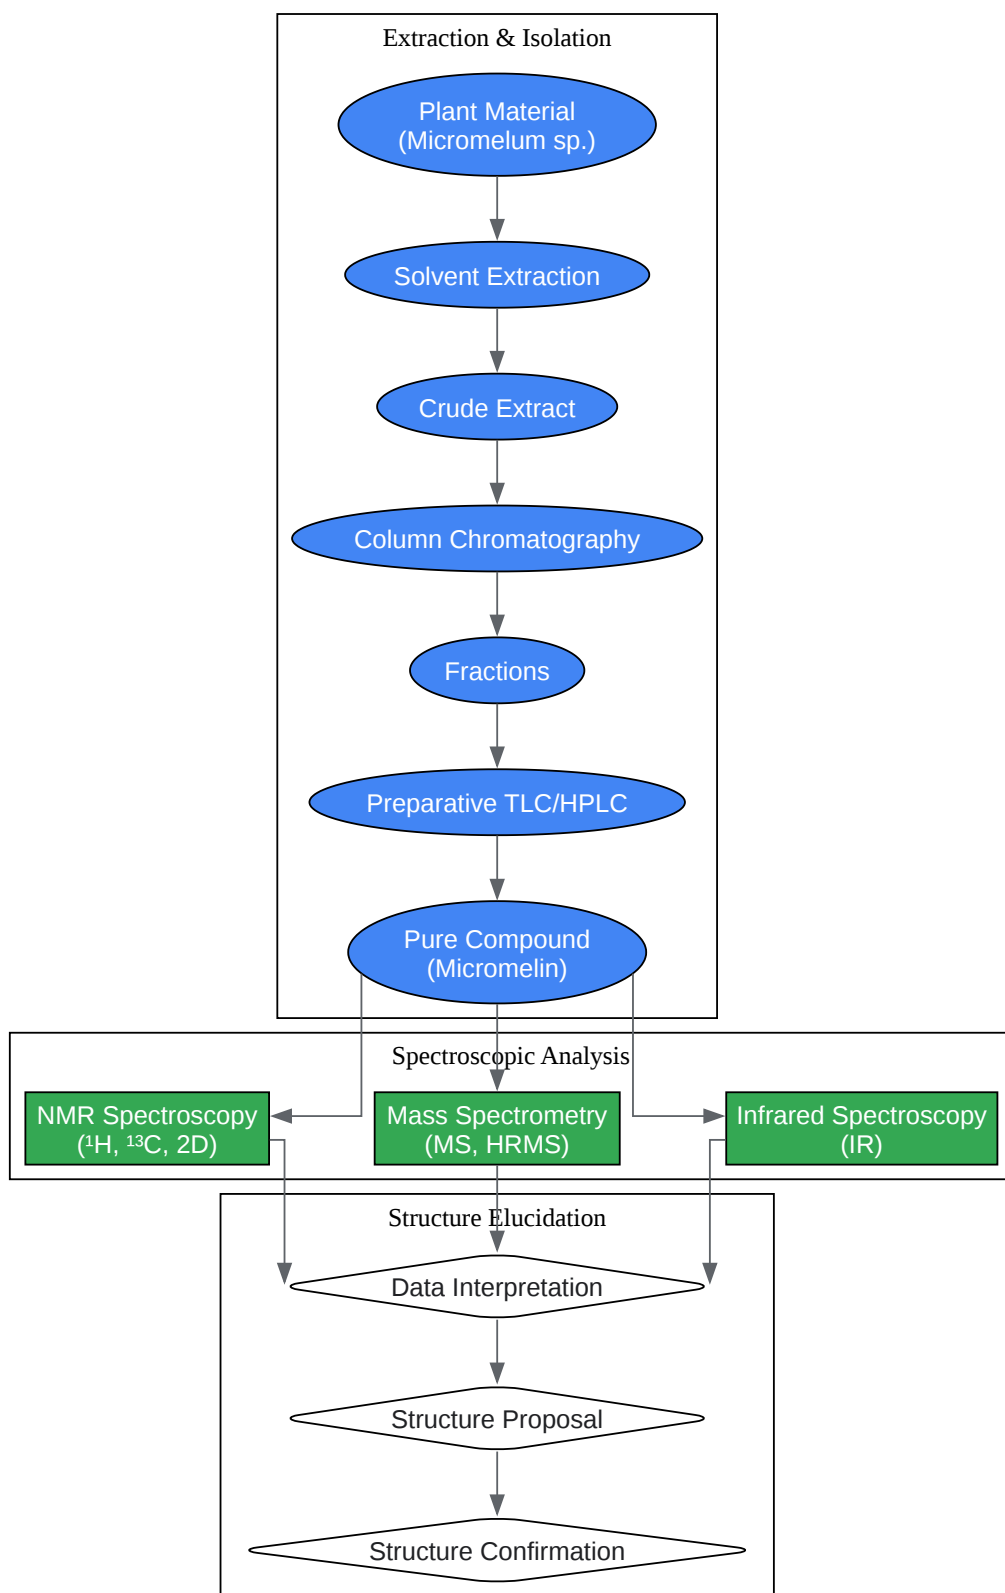 Extraction & Isolation
Plant Material
(Micromelum sp.)
Solvent Extraction
Crude Extract
Column Chromatography
Fractions
Preparative TLC/HPLC
Pure Compound
(Micromelin)
Spectroscopic Analysis
NMR Spectroscopy
(¹H, ¹³C, 2D)
Mass Spectrometry
(MS, HRMS)
Infrared Spectroscopy
(IR)
Structure Elucidation
Data Interpretation
Structure Proposal
Structure Confirmation